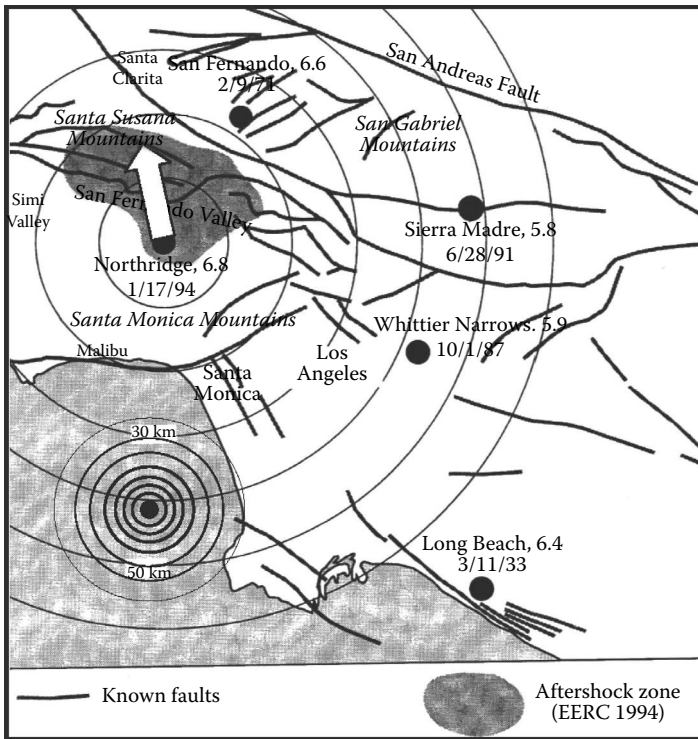 Santa
Clarita
San Fernando, 6.6
2/9/71
San Andreas Fault
Santa Susana
Mountains
San Gabriel
Mountains
Simi
Valley
San Fernando Valley
Sierra Madre, 5.8
6/28/91
Northridge, 6.8
1/17/94
Santa Monica Mountains
Whittier Narrows. 5.9
10/1/87
Malibu
Los
Angeles
Santa
Monica
30 km
50 km
Long Beach, 6.4
3/11/33
Known faults
Aftershock zone
(EERC 1994)